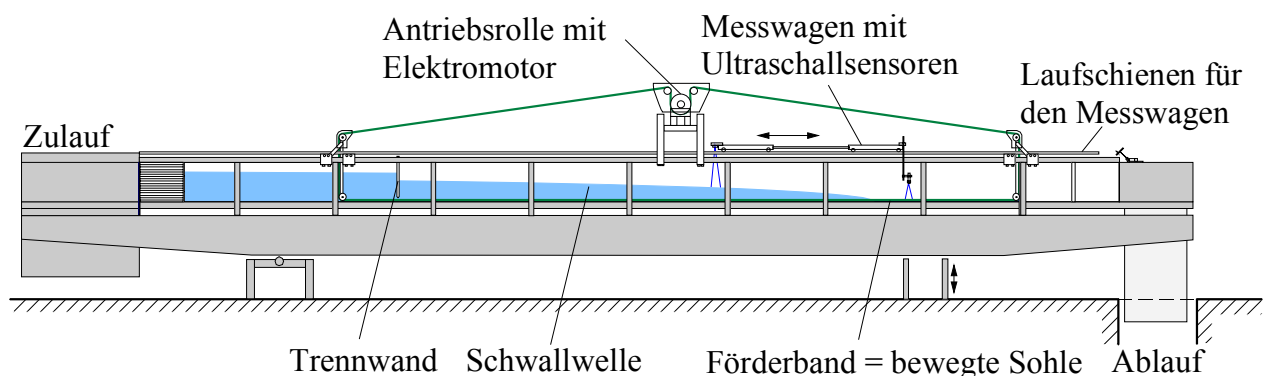 Antriebsrolle mit
Elektromotor
Messwagen mit
Ultraschallsensoren
Laufschienen für
den Messwagen
Zulauf
Trennwand
Schwallwelle
Förderband = bewegte Sohle
Ablauf